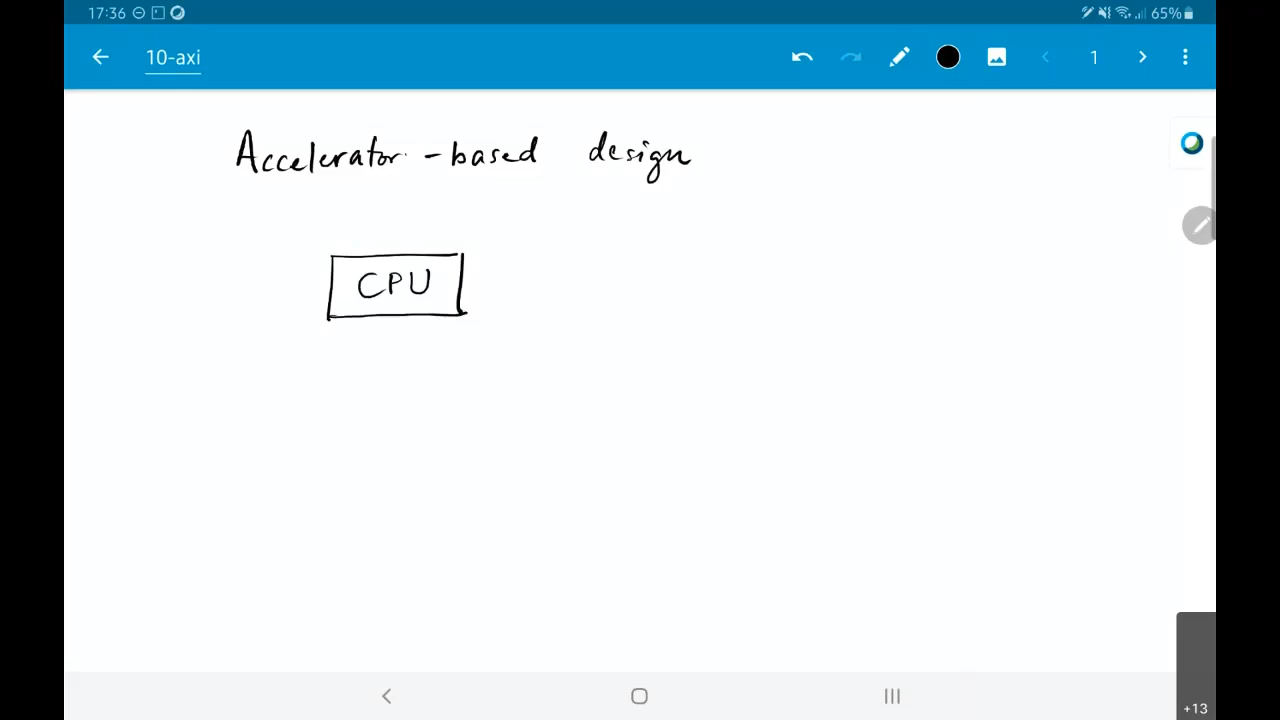 17:36 65%
10-axi 1
Accelerator-based design
CPU
+13